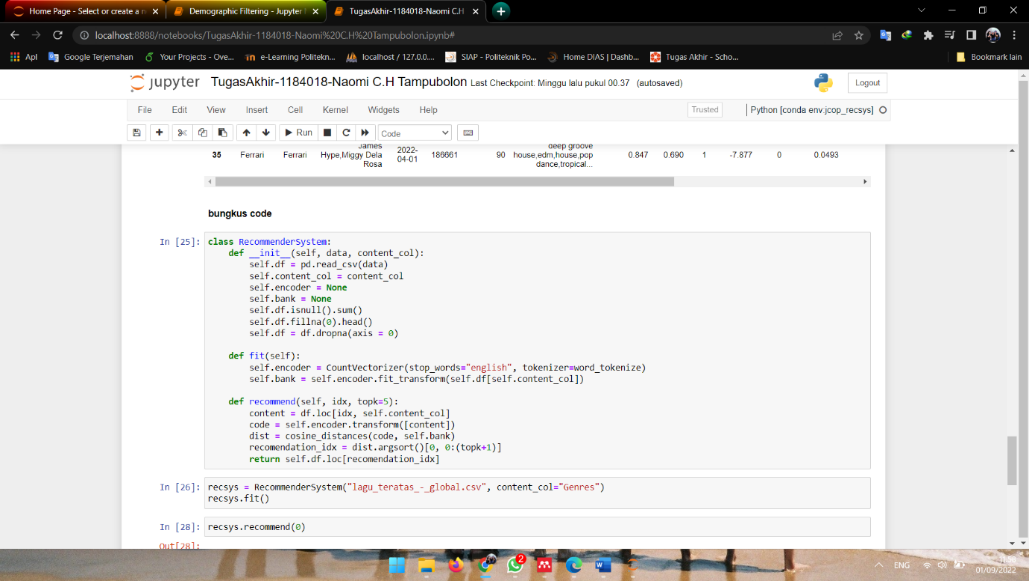 Home Page - Select or create a n
Demographic Filtering - Jupyter
TugasAkhir-1184018-Naomi C.H
localhost:8888/notebooks/TugasAkhir-1184018-Naomi%20C.H%20Tampubolon.ipynb#
Apl
Google Terjemahan
Your Projects - Ove...
e-Learning Politekn...
localhost / 127.0.0....
SIAP - Politeknik Po...
Home DIAS | Dashb...
Tugas Akhir - Scho...
Bookmark lain
jupyter TugasAkhir-1184018-Naomi C.H Tampubolon Last Checkpoint: Minggu lalu pukul 00.37 (autosaved)
Logout
File Edit View Insert Cell Kernel Widgets Help
Trusted
Python [conda env:jcop_recsys]
Run
Code
35 Ferrari Ferrari James Hype,Miggy Dela Rosa 2022-04-01 186661 90 deep groove house,edm,house,pop dance,tropical... 0.847 0.690 1 -7.877 0 0.0493
bungkus code
In [25]: class RecommenderSystem:
def __init__(self, data, content_col):
self.df = pd.read_csv(data)
self.content_col = content_col
self.encoder = None
self.bank = None
self.df.isnull().sum()
self.df.fillna(0).head()
self.df = df.dropna(axis = 0)
def fit(self):
self.encoder = CountVectorizer(stop_words="english", tokenizer=word_tokenize)
self.bank = self.encoder.fit_transform(self.df[self.content_col])
def recommend(self, idx, topk=5):
content = df.loc[idx, self.content_col]
code = self.encoder.transform([content])
dist = cosine_distances(code, self.bank)
recomendation_idx = dist.argsort()[0, 0:(topk+1)]
return self.df.loc[recomendation_idx]
In [26]: recsys = RecommenderSystem("lagu_teratas_-_global.csv", content_col="Genres")
recsys.fit()
In [28]: recsys.recommend(0)
Out[28]:
2
ENG
01/09/2022